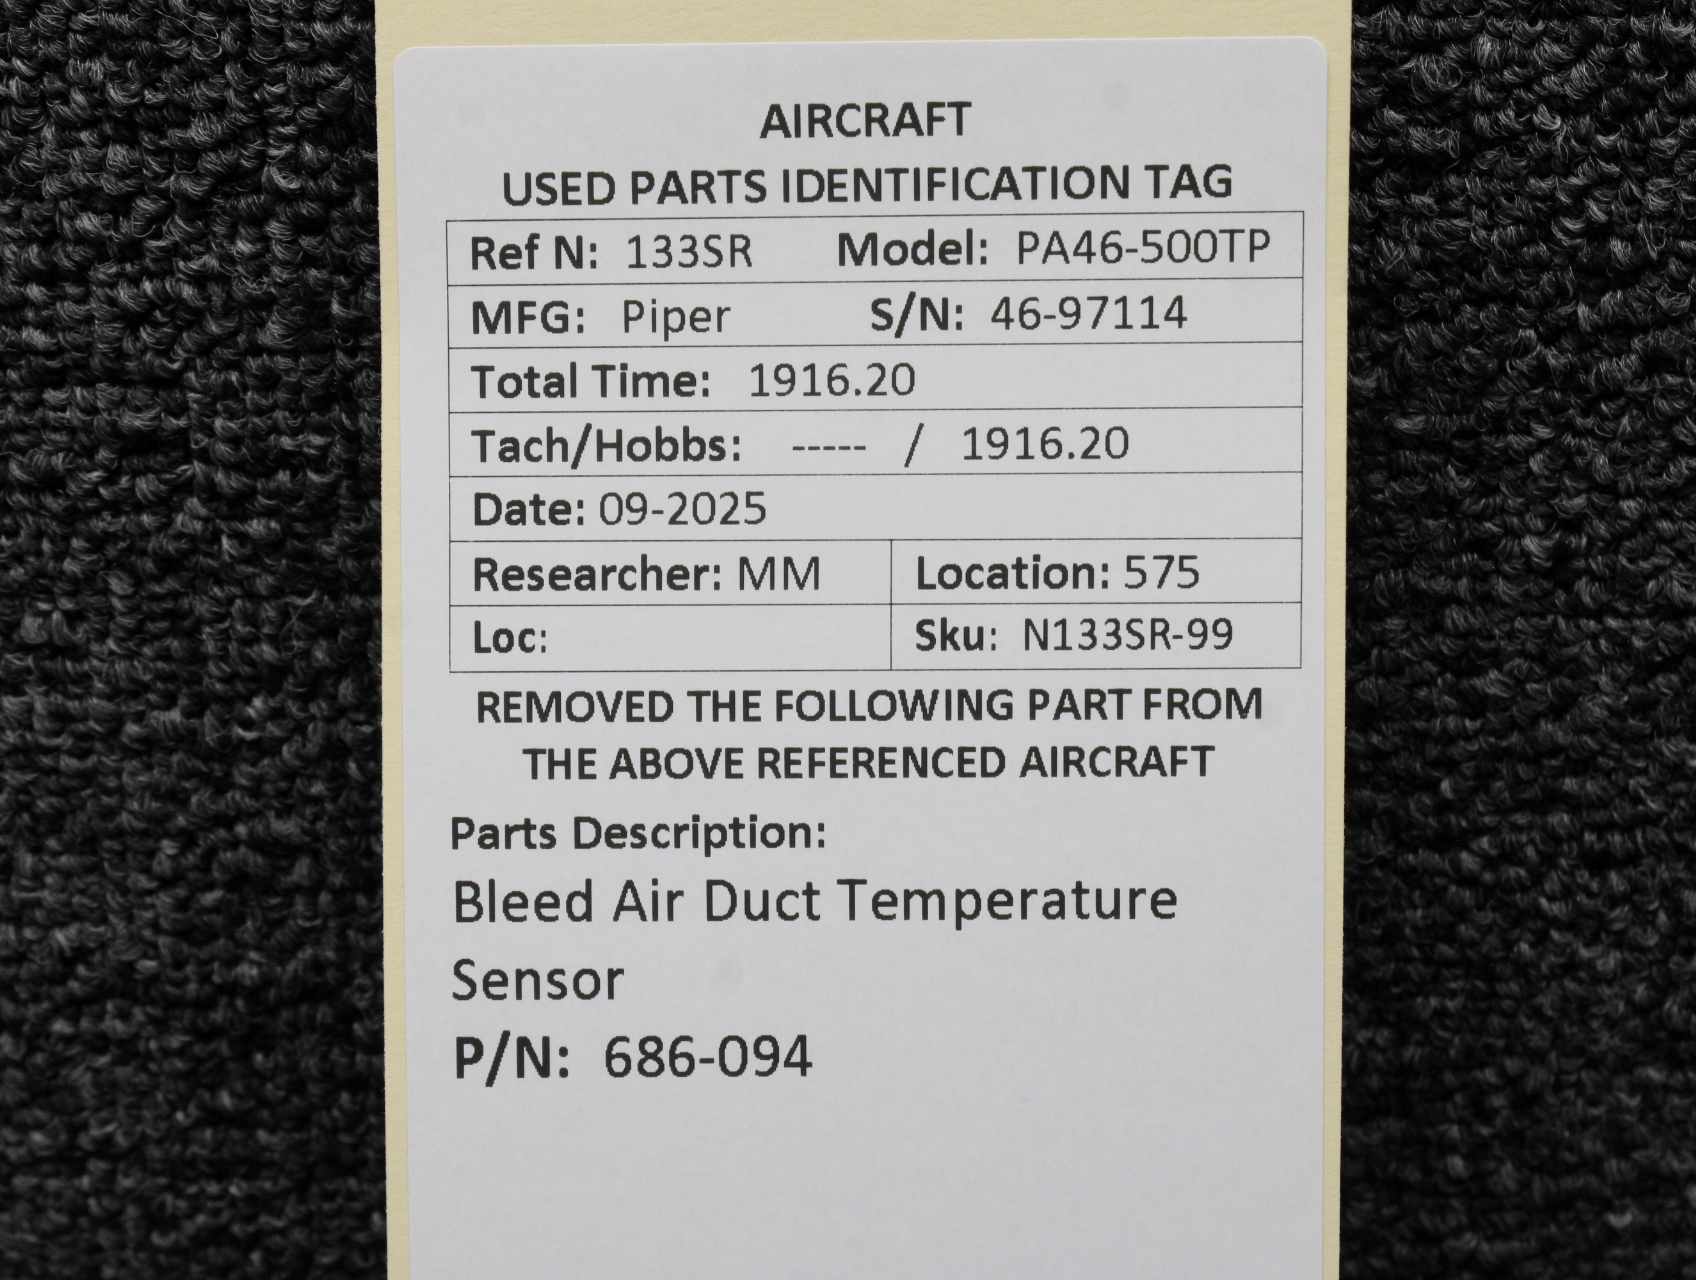 AIRCRAFT
USED PARTS IDENTIFICATION TAG
Ref N: 133SR Model: PA46-500TP
MFG: Piper S/N: 46-97114
Total Time: 1916.20
Tach/Hobbs: ----- / 1916.20
Date: 09-2025
Researcher: MM Location: 575
Loc: Sku: N133SR-99
REMOVED THE FOLLOWING PART FROM
THE ABOVE REFERENCED AIRCRAFT
Parts Description:
Bleed Air Duct Temperature
Sensor
P/N: 686-094